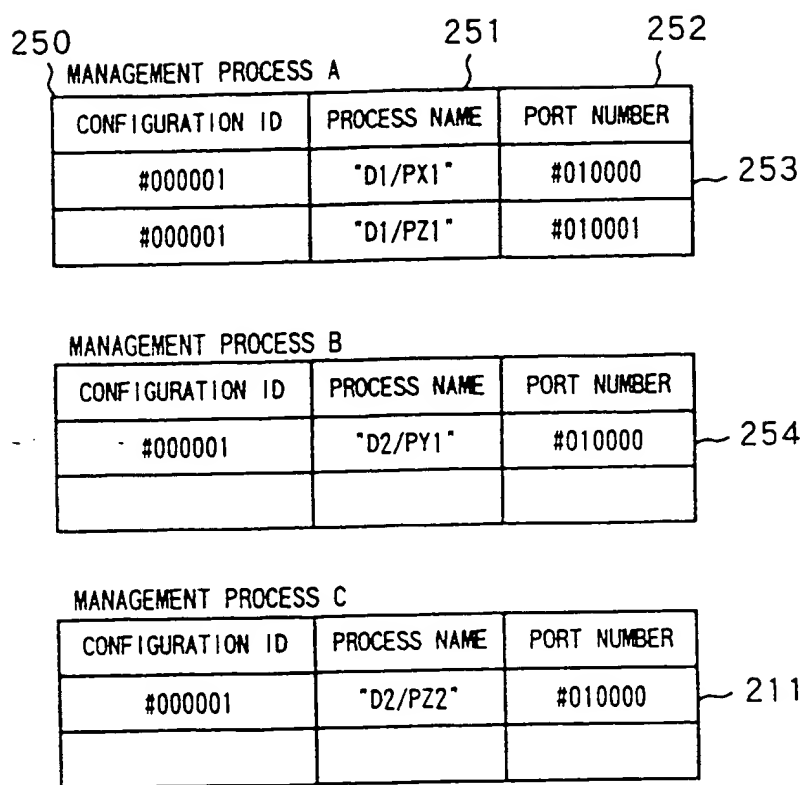 250 251 252
MANAGEMENT PROCESS A
CONFIGURATION ID PROCESS NAME PORT NUMBER
#000001 "D1/PX1" #010000 253
#000001 "D1/PZ1" #010001
MANAGEMENT PROCESS B
CONFIGURATION ID PROCESS NAME PORT NUMBER
#000001 "D2/PY1" #010000 254
MANAGEMENT PROCESS C
CONFIGURATION ID PROCESS NAME PORT NUMBER
#000001 "D2/PZ2" #010000 211